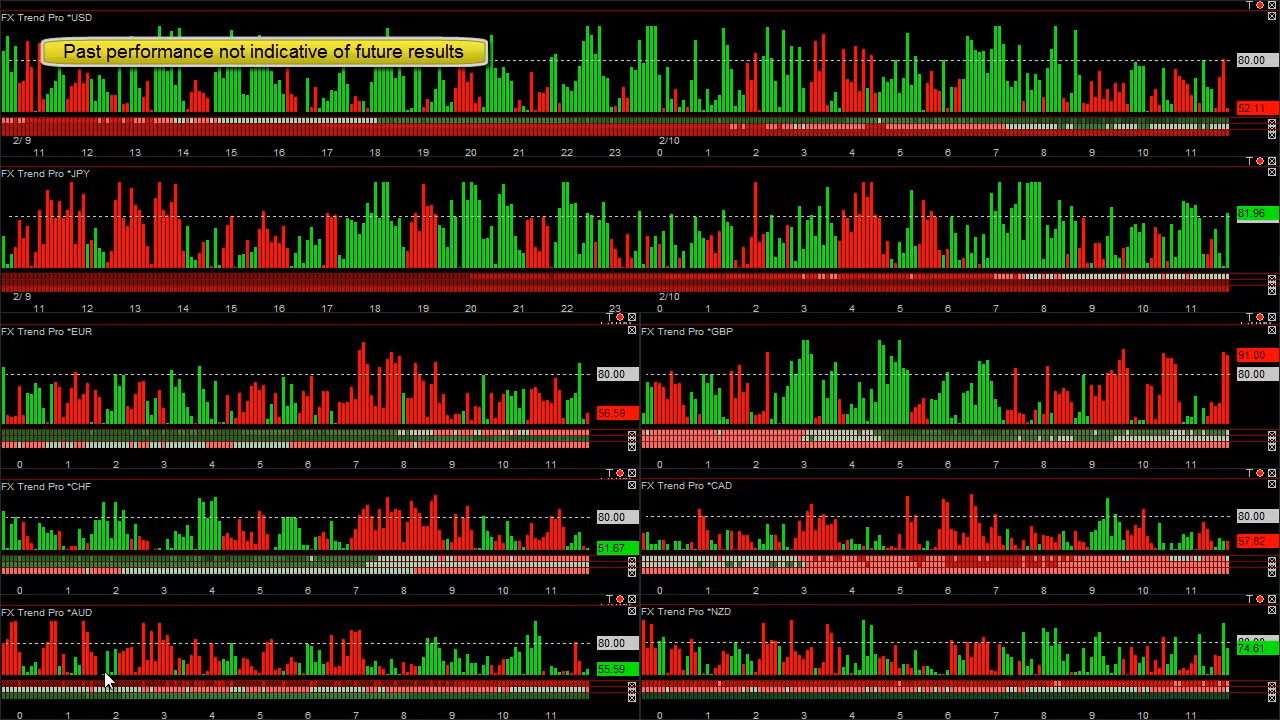 T
FX Trend Pro *USD
Past performance not indicative of future results
80.00
52.11
2/ 9 2/10
11 12 13 14 15 16 17 18 19 20 21 22 23 0 1 2 3 4 5 6 7 8 9 10 11
T
FX Trend Pro *JPY
81.96
2/ 9 2/10
11 12 13 14 15 16 17 18 19 20 21 22 23 0 1 2 3 4 5 6 7 8 9 10 11
T
FX Trend Pro *EUR
80.00
56.59
0 1 2 3 4 5 6 7 8 9 10 11
T
FX Trend Pro *GBP
91.00
80.00
0 1 2 3 4 5 6 7 8 9 10 11
FX Trend Pro *CHF
80.00
51.67
0 1 2 3 4 5 6 7 8 9 10 11
T
FX Trend Pro *CAD
80.00
57.82
0 1 2 3 4 5 6 7 8 9 10 11
T
FX Trend Pro *AUD
80.00
55.59
0 1 2 3 4 5 6 7 8 9 10 11
T
FX Trend Pro *NZD
74.61
0 1 2 3 4 5 6 7 8 9 10 11